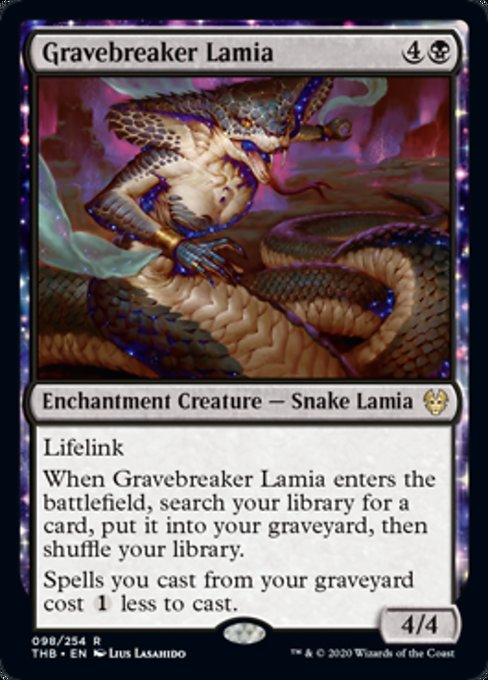 Gravebreaker Lamia 4
Enchantment Creature — Snake Lamia
Lifelink
When Gravebreaker Lamia enters the
battlefield, search your library for a
card, put it into your graveyard, then
shuffle your library.
Spells you cast from your graveyard
cost 1 less to cast.
4/4
098/254 R
THB • EN Lius Lasahido
™ & © 2020 Wizards of the Coast